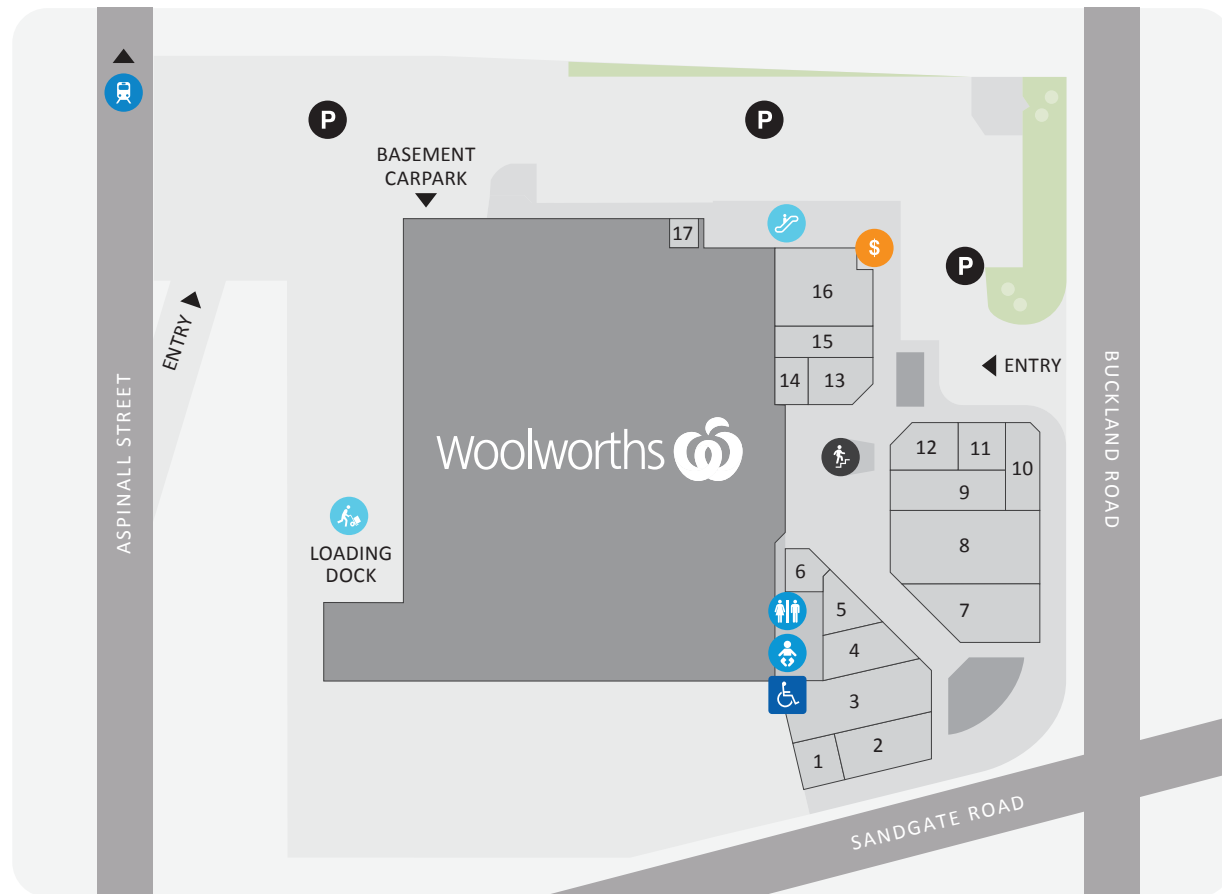 P
P
BASEMENT
CARPARK
17
$
P
16
ENTRY
15
ENTRY
14
13
ASPINALL STREET
BUCKLAND ROAD
Woolworths
12
11
10
9
LOADING
DOCK
8
6
5
7
4
3
2
1
SANDGATE ROAD